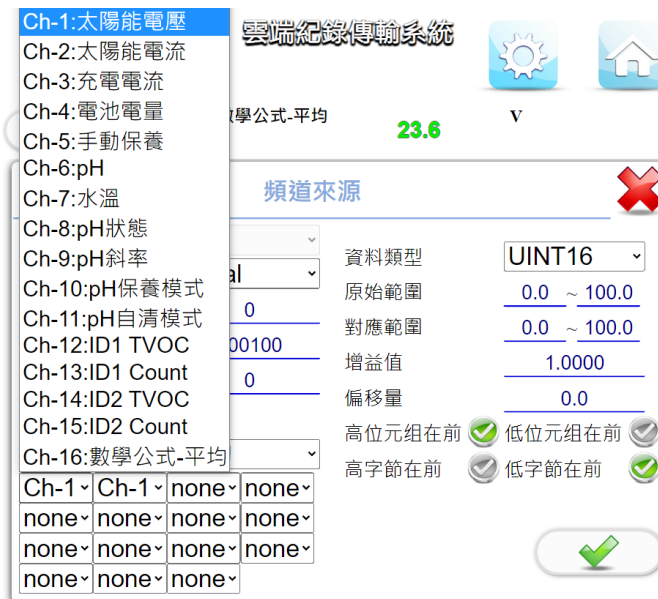 Ch-1:太陽能電壓
Ch-2:太陽能電流
Ch-3:充電電流
Ch-4:電池電量
Ch-5:手動保養
Ch-6:pH
Ch-7:水溫
Ch-8:pH狀態
Ch-9:pH斜率
Ch-10:pH保養模式
Ch-11:pH自清模式
Ch-12:ID1 TVOC
Ch-13:ID1 Count
Ch-14:ID2 TVOC
Ch-15:ID2 Count
Ch-16:數學公式-平均
雲端紀錄傳輸系統
數學公式-平均 23.6 V
頻道來源
al
0
00100
0
資料類型 UINT16
原始範圍 0.0 ~ 100.0
對應範圍 0.0 ~ 100.0
增益值 1.0000
偏移量 0.0
高位元組在前 低位元組在前
高字節在前 低字節在前
Ch-1 Ch-1 none none
none none none none
none none none none
none none none